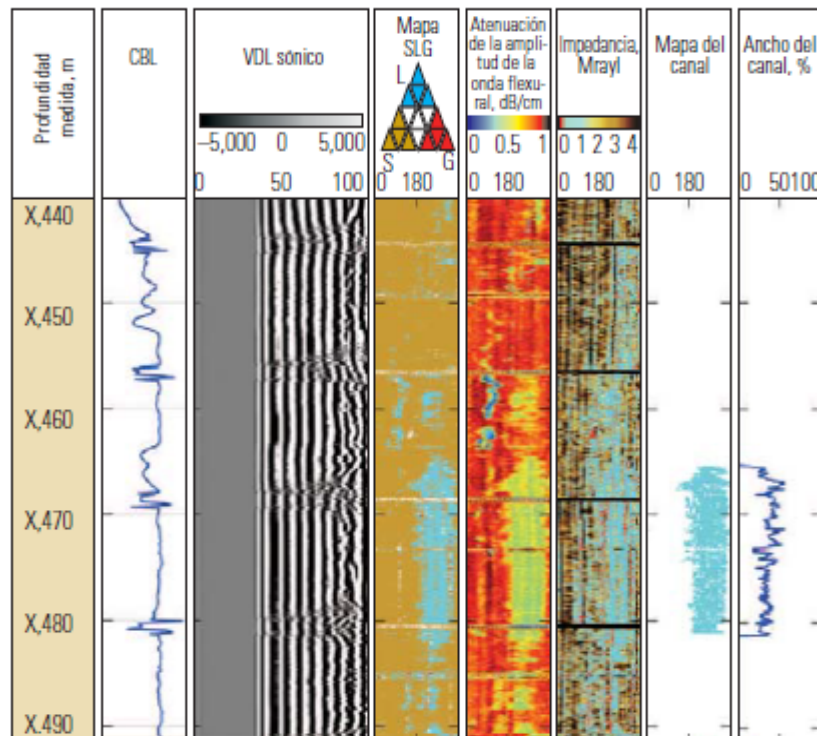 Profundidad
medida, m
CBL
VDL sónico
–5,000 0 5,000
0 50 100
Mapa
SLG
L
S G
0 180
Atenuación
de la ampli-
tud de la
onda flexu-
ral, dB/cm
0 0.5 1
0 180
Impedancia,
Mrayl
0 1 2 3 4
0 180
Mapa del
canal
0 180
Ancho del
canal, %
0 50 100
X,440
X,450
X,460
X,470
X,480
X.490